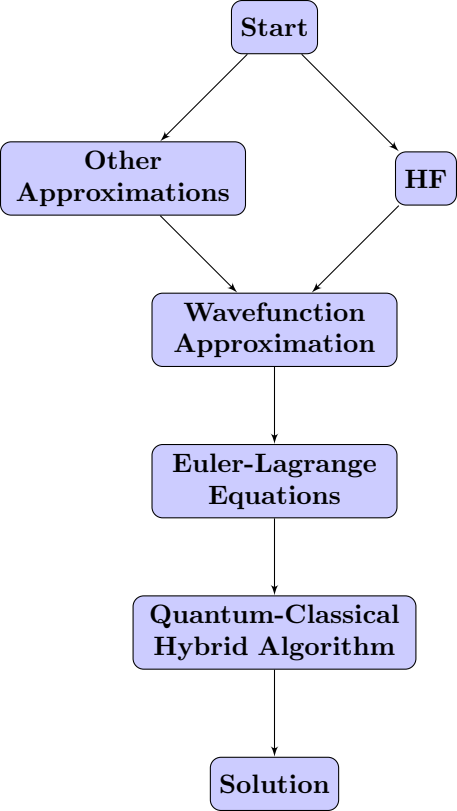 Start
Other
Approximations
HF
Wavefunction
Approximation
Euler-Lagrange
Equations
Quantum-Classical
Hybrid Algorithm
Solution